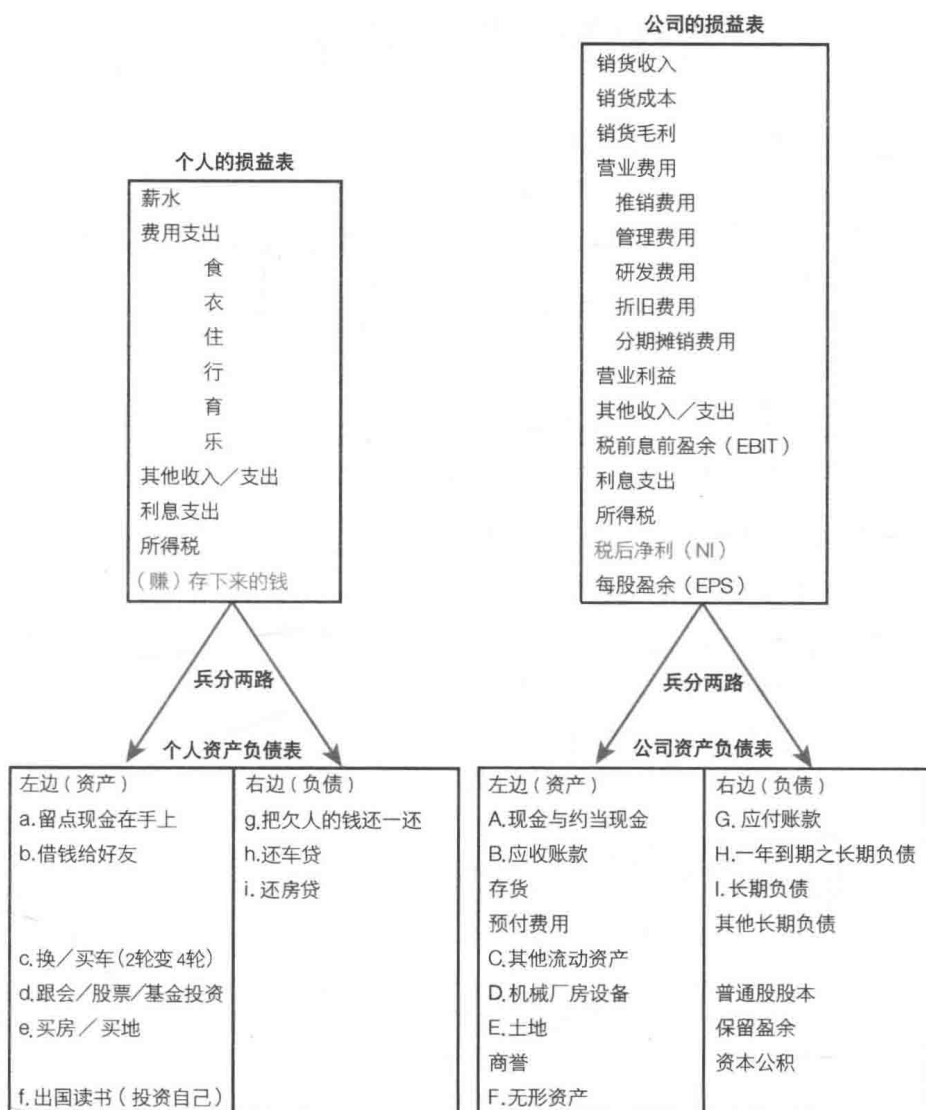 公司的损益表
销货收入
销货成本
销货毛利
营业费用
推销费用
管理费用
研发费用
折旧费用
分期摊销费用
营业利益
其他收入／支出
税前息前盈余（EBIT）
利息支出
所得税
税后净利（NI）
每股盈余（EPS）
个人的损益表
薪水
费用支出
食
衣
住
行
育
乐
其他收入／支出
利息支出
所得税
（赚）存下来的钱
兵分两路
兵分两路
个人资产负债表
左边（资产）
a.留点现金在手上
b.借钱给好友
c.换／买车（2轮变4轮）
d.跟会／股票／基金投资
e.买房／买地
f.出国读书（投资自己）
右边（负债）
g.把欠人的钱还一还
h.还车贷
i.还房贷
公司资产负债表
左边（资产）
A.现金与约当现金
B.应收账款
存货
预付费用
C.其他流动资产
D.机械厂房设备
E.土地
商誉
F.无形资产
右边（负债）
G.应付账款
H.一年到期之长期负债
I.长期负债
其他长期负债
普通股股本
保留盈余
资本公积